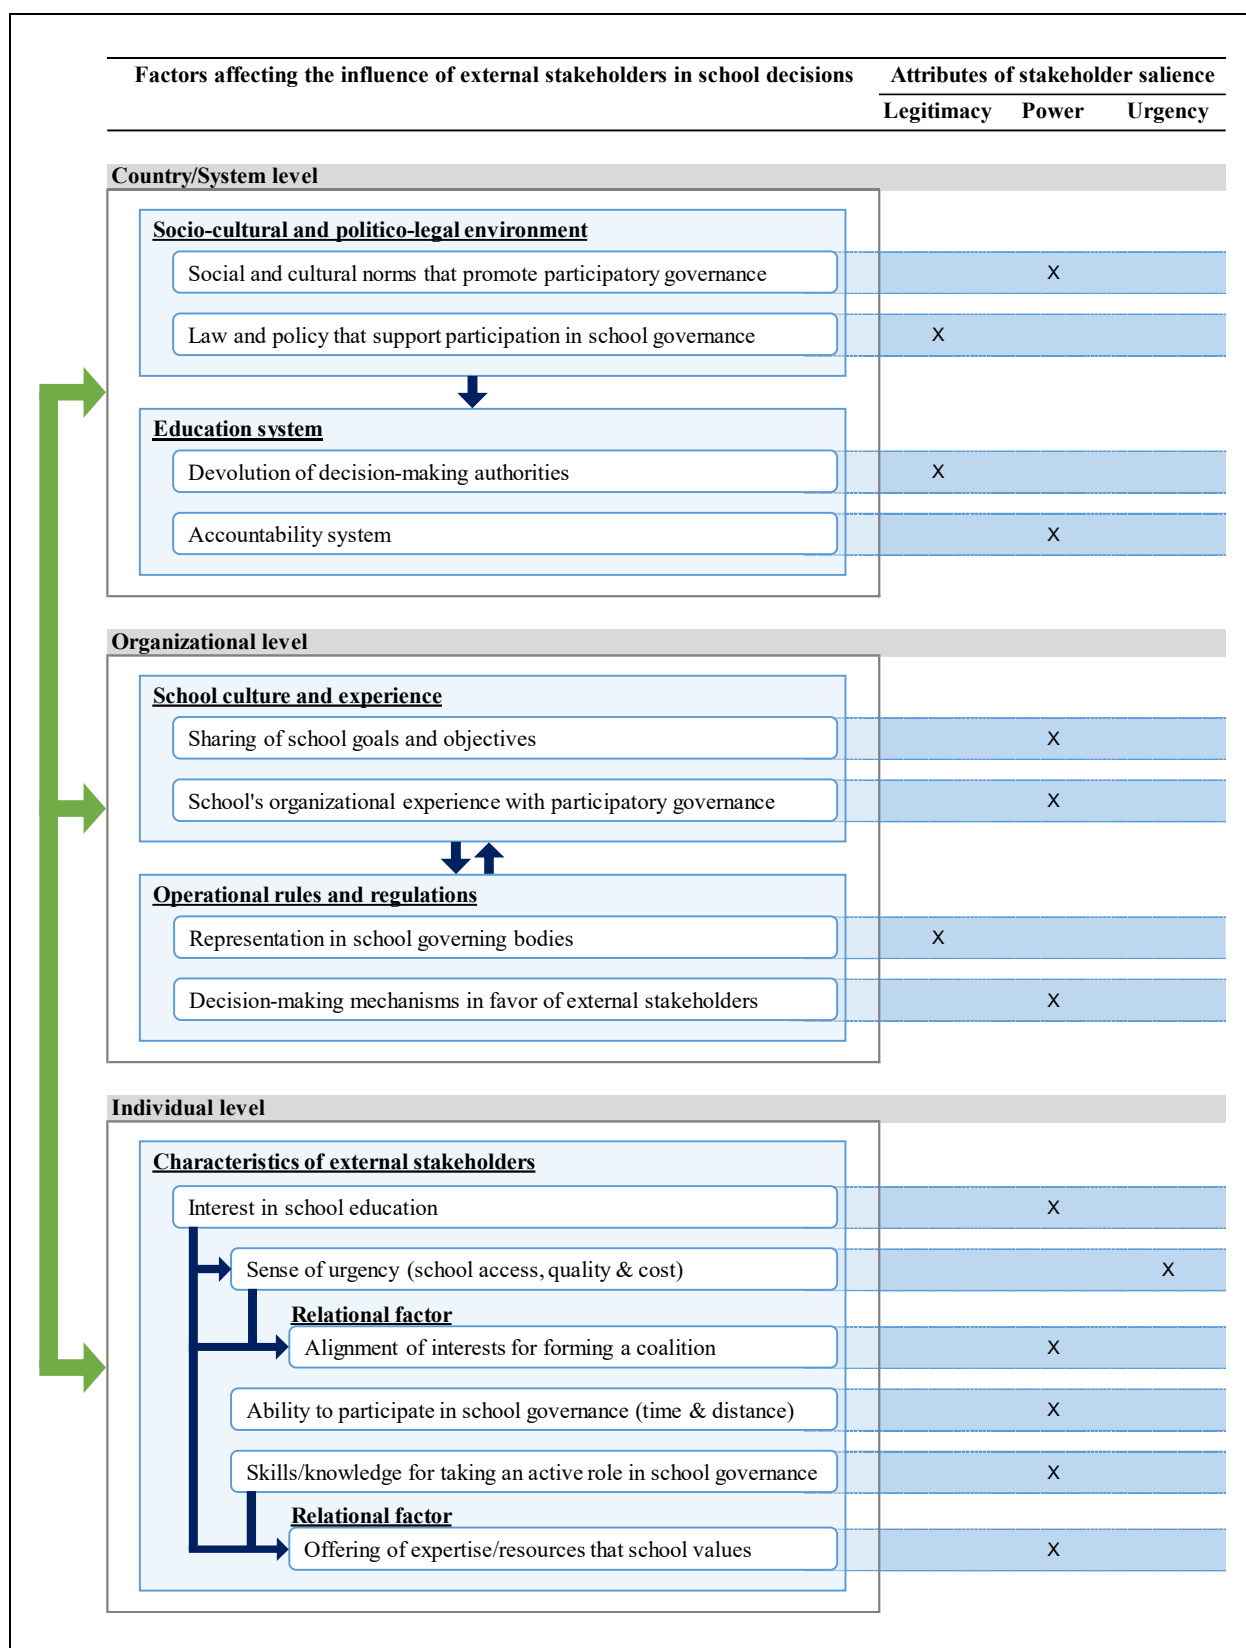 Factors affecting the influence of external stakeholders in school decisions
Attributes of stakeholder salience
Legitimacy Power Urgency
Country/System level
Socio-cultural and politico-legal environment
Social and cultural norms that promote participatory governance X
Law and policy that support participation in school governance X
Education system
Devolution of decision-making authorities X
Accountability system X
Organizational level
School culture and experience
Sharing of school goals and objectives X
School's organizational experience with participatory governance X
Operational rules and regulations
Representation in school governing bodies X
Decision-making mechanisms in favor of external stakeholders X
Individual level
Characteristics of external stakeholders
Interest in school education X
Sense of urgency (school access, quality & cost) X
Relational factor
Alignment of interests for forming a coalition X
Ability to participate in school governance (time & distance) X
Skills/knowledge for taking an active role in school governance X
Relational factor
Offering of expertise/resources that school values X